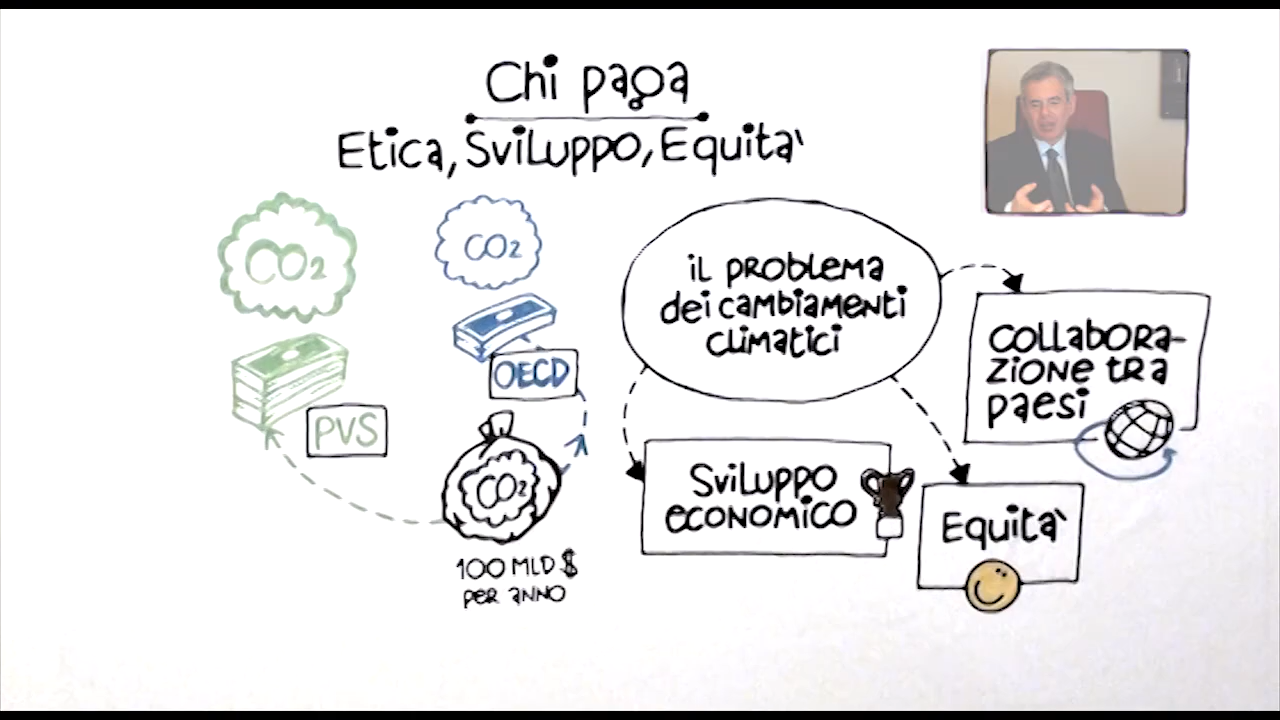 Chi paga
Etica, Sviluppo, Equita'
CO2
CO2
PVS
OECD
CO2
100 MLD $
per anno
il problema
dei cambiamenti
climatici
Sviluppo
economico
Equita'
collabora-
zione tra
paesi